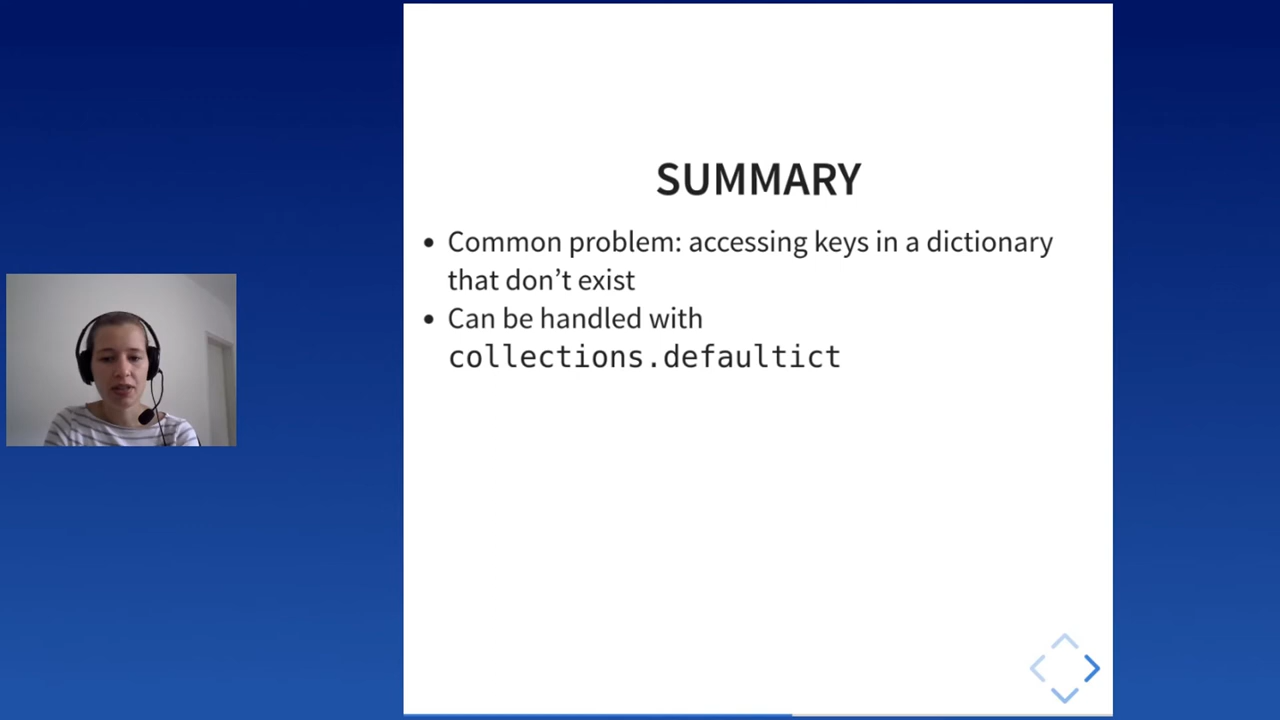 SUMMARY
• Common problem: accessing keys in a dictionary
that don’t exist
• Can be handled with
collections.defaultict